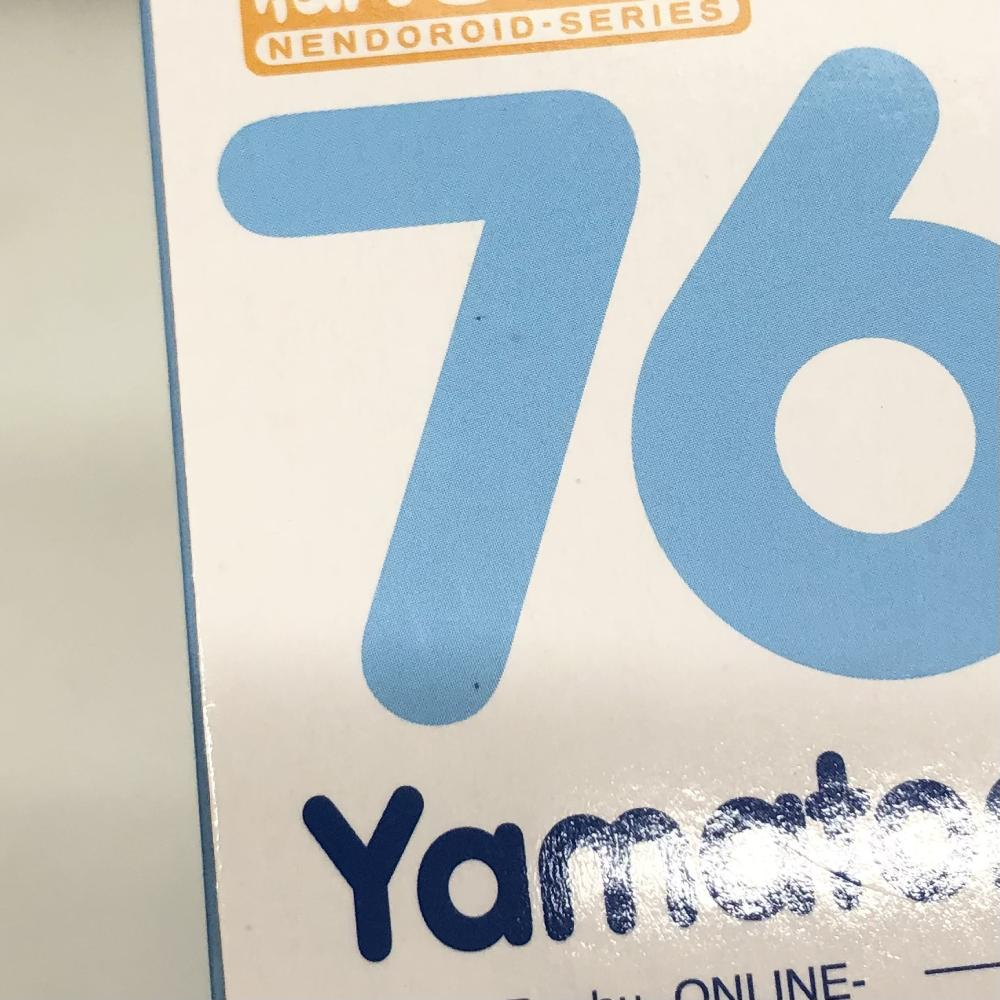 NENDOROID-SERIES
76
Yamato
ONLINE-